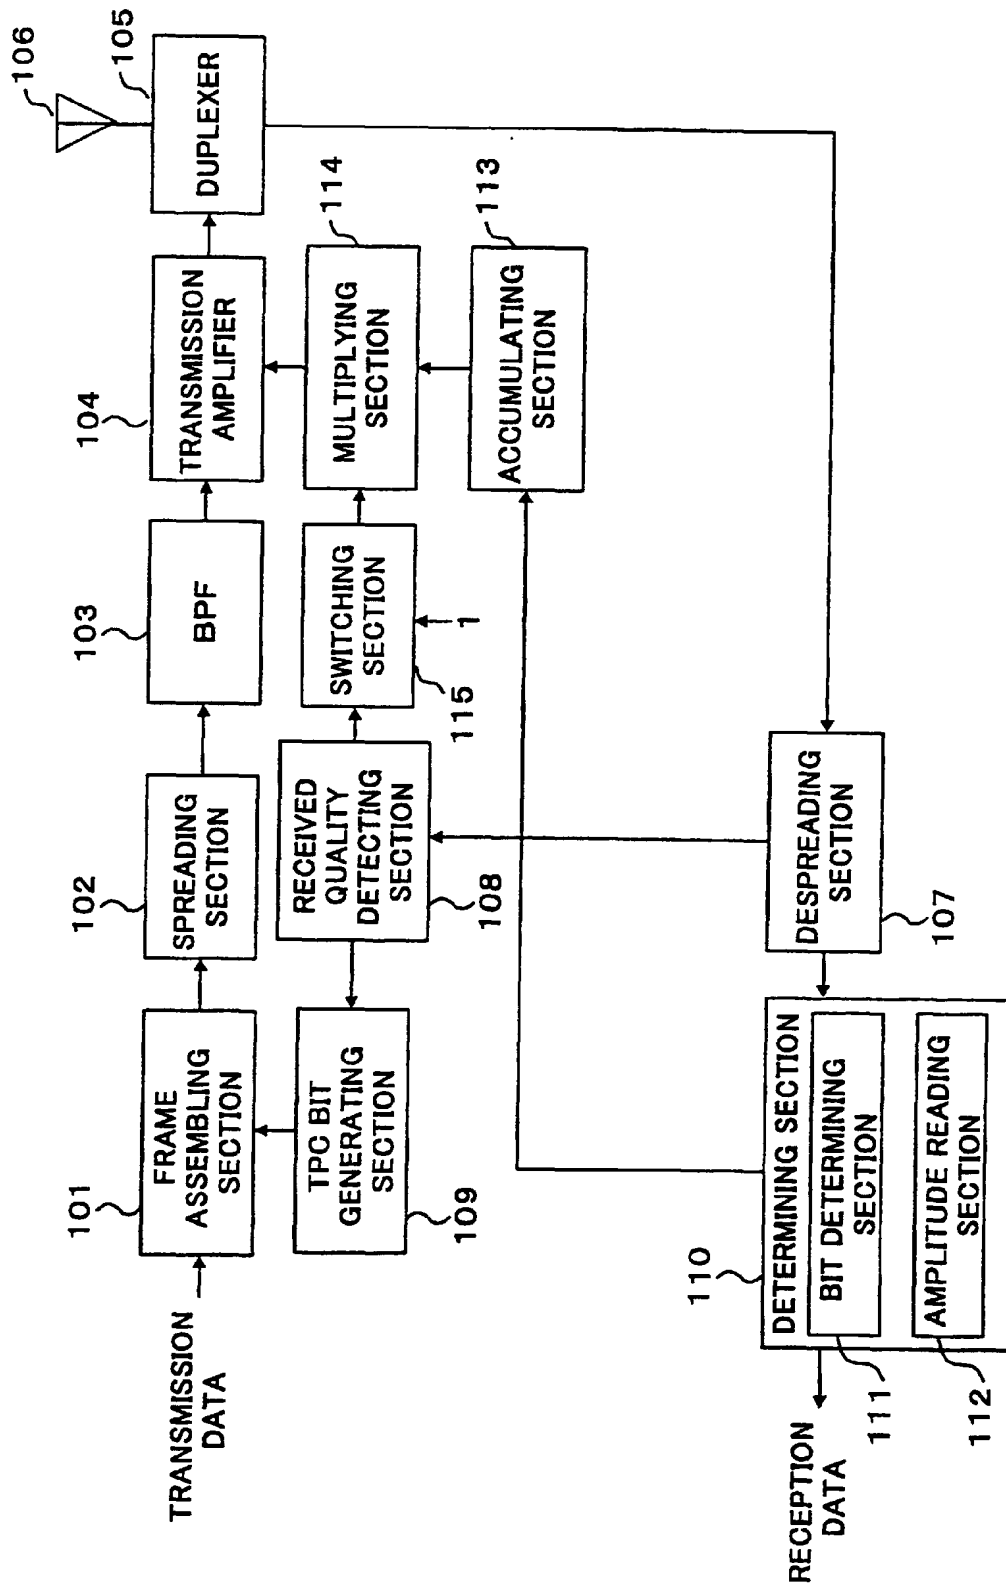 106
105
DUPLEXER
104
TRANSMISSION
AMPLIFIER
103
BPF
102
SPREADING
SECTION
101
FRAME
ASSEMBLING
SECTION
TRANSMISSION
DATA
114
MULTIPLYING
SECTION
SWITCHING
SECTION
115
1
RECEIVED
QUALITY
DETECTING
SECTION
108
TPC BIT
GENERATING
SECTION
109
113
ACCUMULATING
SECTION
DESPREADING
SECTION
107
110
DETERMINING SECTION
BIT DETERMINING
SECTION
111
AMPLITUDE READING
SECTION
112
RECEPTION
DATA